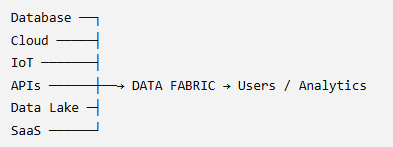 Database ──┐
Cloud ─────┤
IoT ───────┤
APIs ──────┼──→ DATA FABRIC → Users / Analytics
Data Lake ─┤
SaaS ──────┘